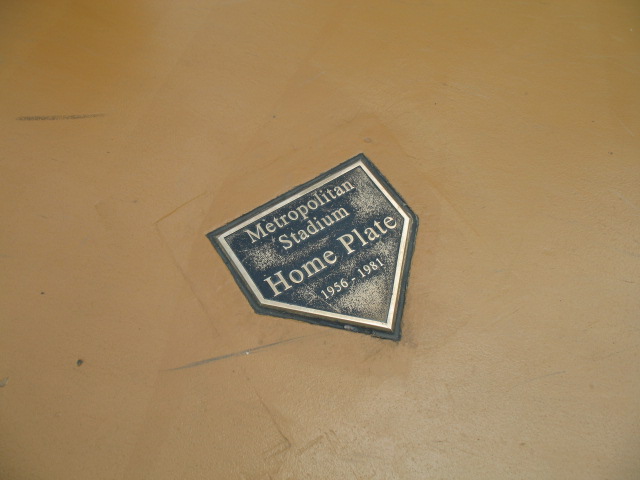 Metropolitan
Stadium
Home Plate
1956 - 1981